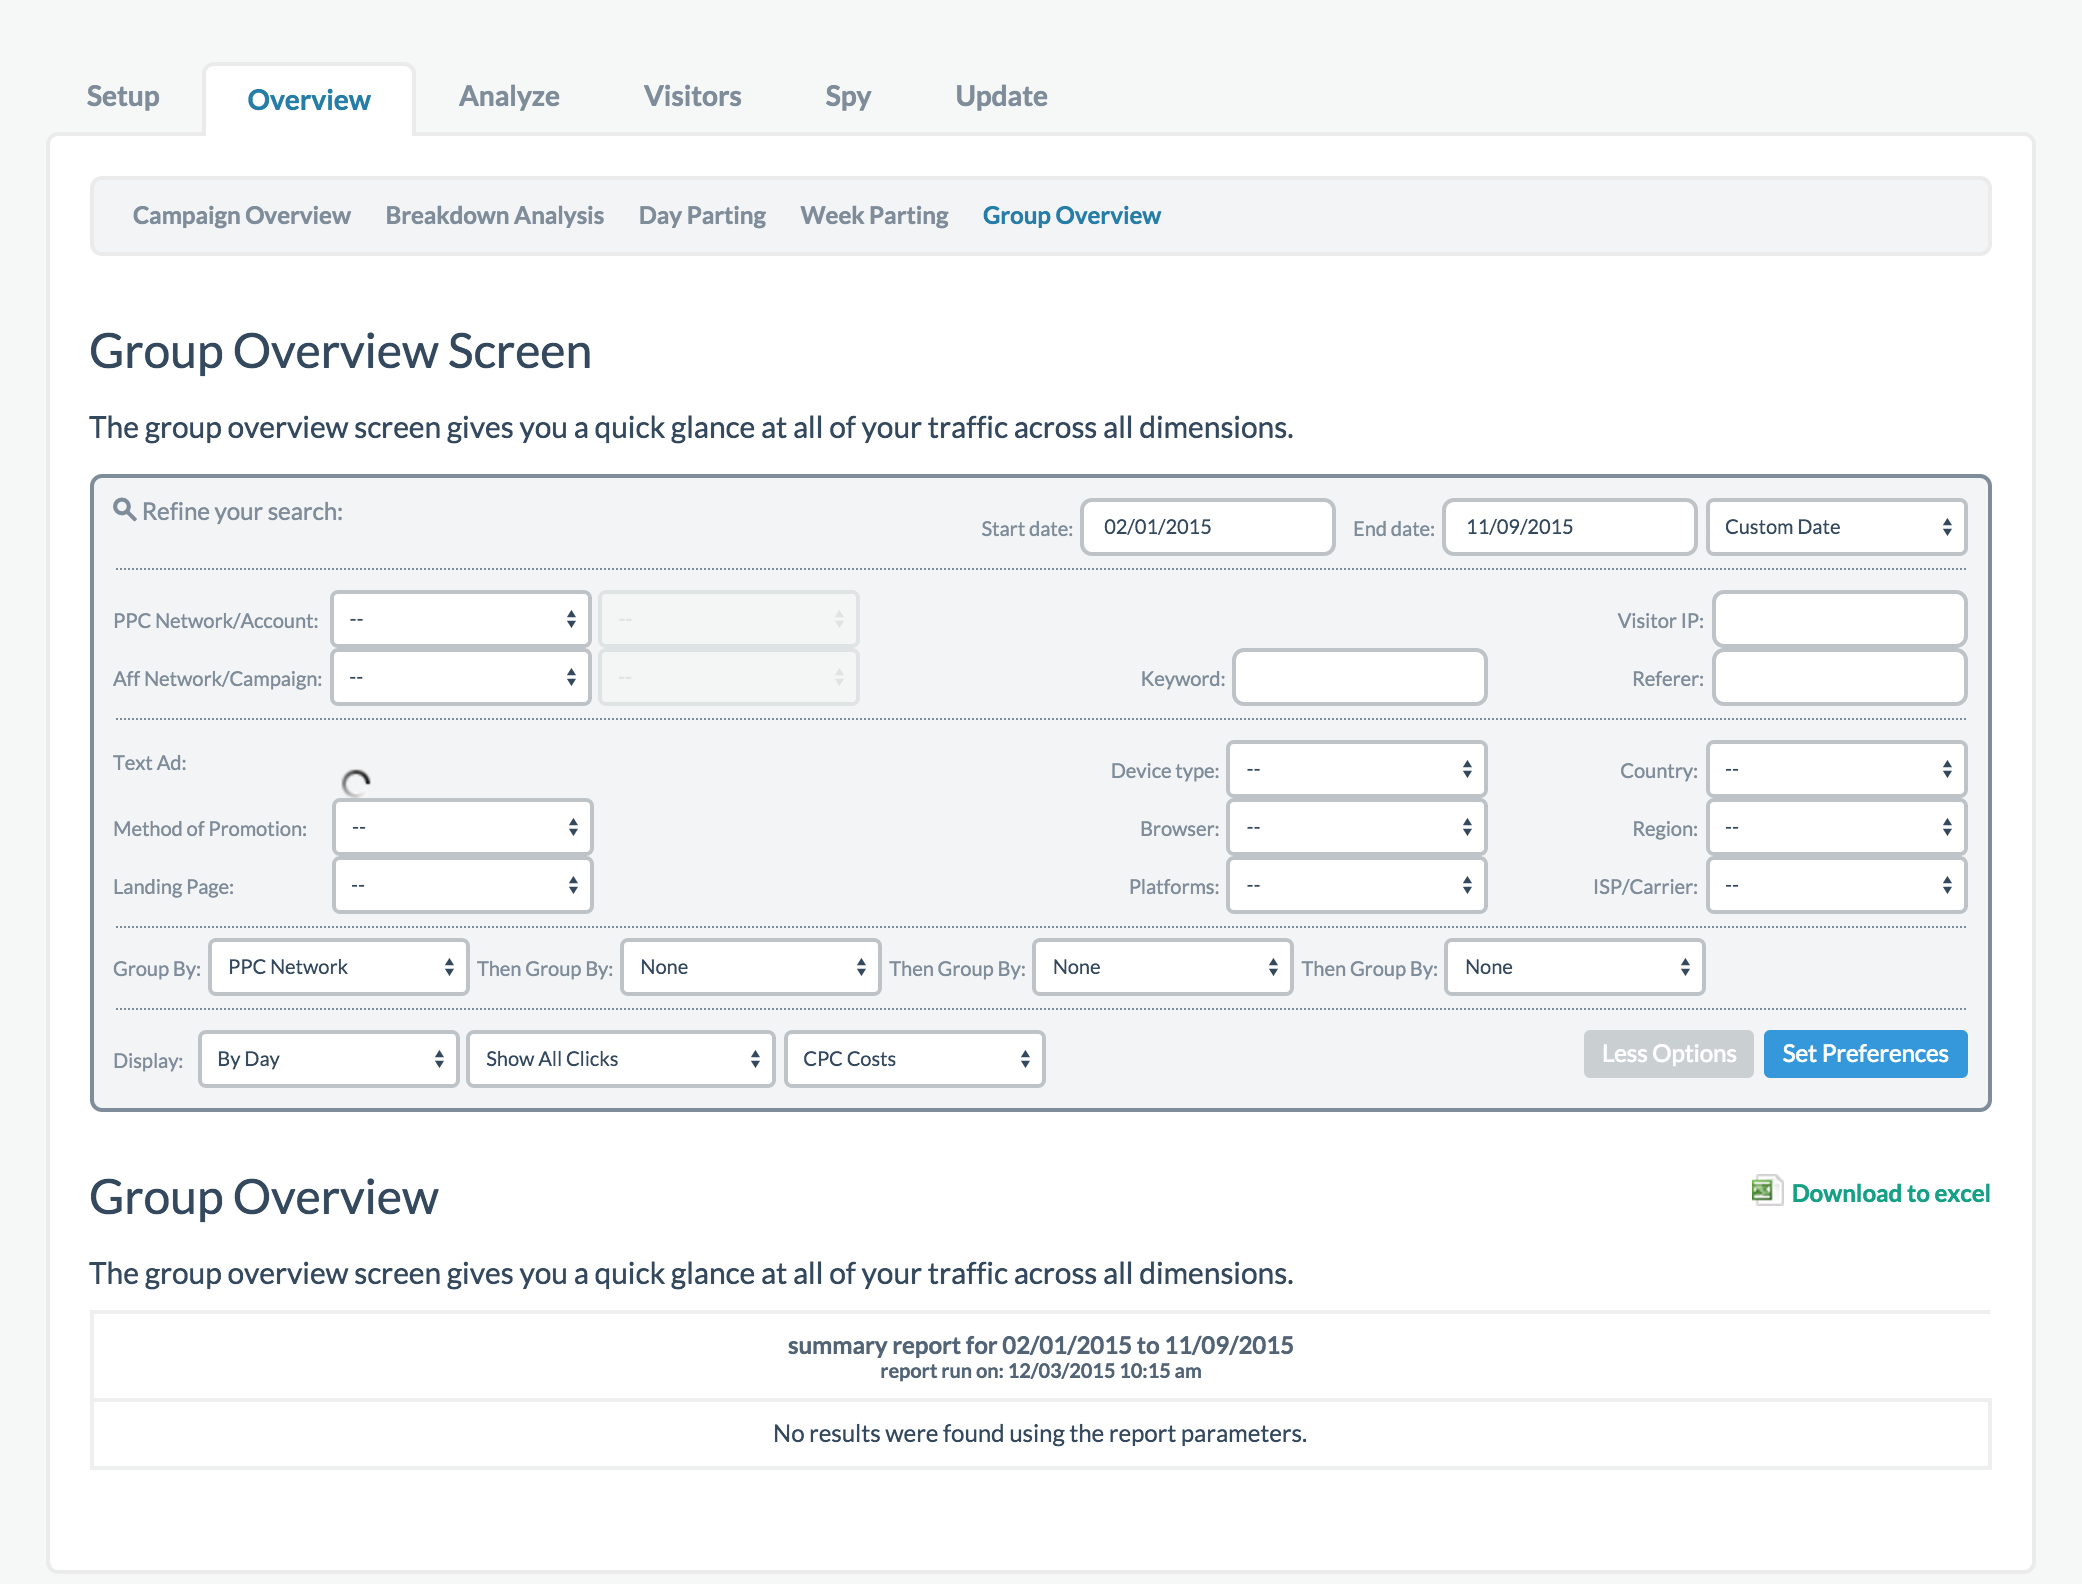 Setup Overview Analyze Visitors Spy Update
Campaign Overview Breakdown Analysis Day Parting Week Parting Group Overview
Group Overview Screen
The group overview screen gives you a quick glance at all of your traffic across all dimensions.
Refine your search: Start date: 02/01/2015 End date: 11/09/2015 Custom Date
PPC Network/Account: -- -- Visitor IP:
Aff Network/Campaign: -- -- Keyword: Referer:
Text Ad: Device type: -- Country: --
Method of Promotion: -- Browser: -- Region: --
Landing Page: -- Platforms: -- ISP/Carrier: --
Group By: PPC Network Then Group By: None Then Group By: None Then Group By: None
Display: By Day Show All Clicks CPC Costs Less Options Set Preferences
Group Overview Download to excel
The group overview screen gives you a quick glance at all of your traffic across all dimensions.
summary report for 02/01/2015 to 11/09/2015
report run on: 12/03/2015 10:15 am
No results were found using the report parameters.